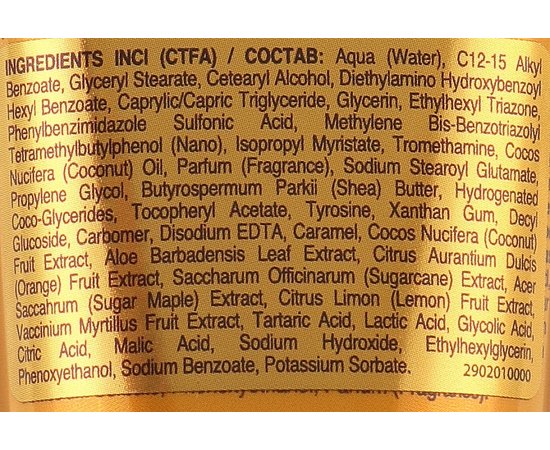 INGREDIENTS INCI (CTFA) / СОСТАВ: Aqua (Water), C12-15 Alkyl
Benzoate, Glyceryl Stearate, Cetearyl Alcohol, Diethylamino Hydroxybenzoyl
Hexyl Benzoate, Caprylic/Capric Triglyceride, Glycerin, Ethylhexyl Triazone,
Phenylbenzimidazole Sulfonic Acid, Methylene Bis-Benzotriazolyl
Tetramethylbutylphenol (Nano), Isopropyl Myristate, Tromethamine, Cocos
Nucifera (Coconut) Oil, Parfum (Fragrance), Sodium Stearoyl Glutamate,
Propylene Glycol, Butyrospermum Parkii (Shea) Butter, Hydrogenated
Coco-Glycerides, Tocopheryl Acetate, Tyrosine, Xanthan Gum, Decyl
Glucoside, Carbomer, Disodium EDTA, Caramel, Cocos Nucifera (Coconut)
Fruit Extract, Aloe Barbadensis Leaf Extract, Citrus Aurantium Dulcis
(Orange) Fruit Extract, Saccharum Officinarum (Sugarcane) Extract, Acer
Saccahrum (Sugar Maple) Extract, Citrus Limon (Lemon) Fruit Extract,
Vaccinium Myrtillus Fruit Extract, Tartaric Acid, Lactic Acid, Glycolic Acid,
Citric Acid, Malic Acid, Sodium Hydroxide, Ethylhexylglycerin,
Phenoxyethanol, Sodium Benzoate, Potassium Sorbate.
2902010000